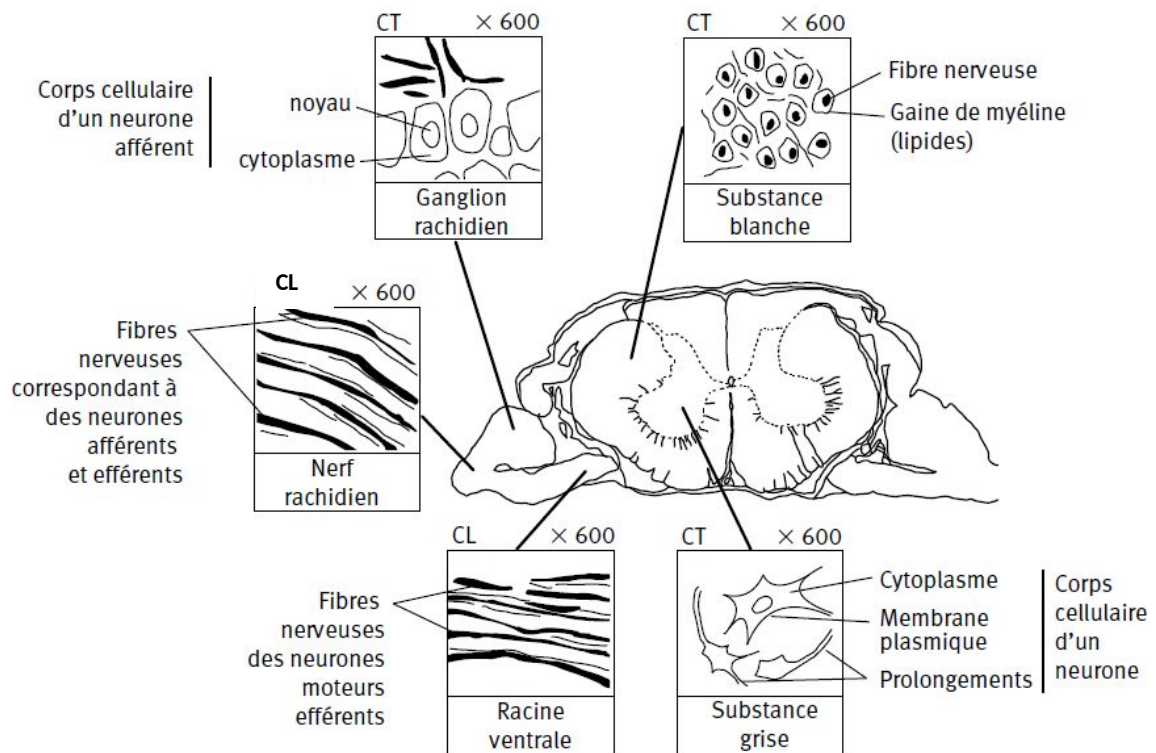 CT × 600
Corps cellulaire
d'un neurone
afférent
noyau
cytoplasme
Ganglion
rachidien
CT × 600
Fibre nerveuse
Gaine de myéline
(lipides)
Substance
blanche
CL × 600
Fibres
nerveuses
correspondant à
des neurones
afférents
et efférents
Nerf
rachidien
CL × 600
Fibres
nerveuses
des neurones
moteurs
efférents
Racine
ventrale
CT × 600
Cytoplasme
Membrane
plasmique
Prolongements
Corps
cellulaire
d'un
neurone
Substance
grise